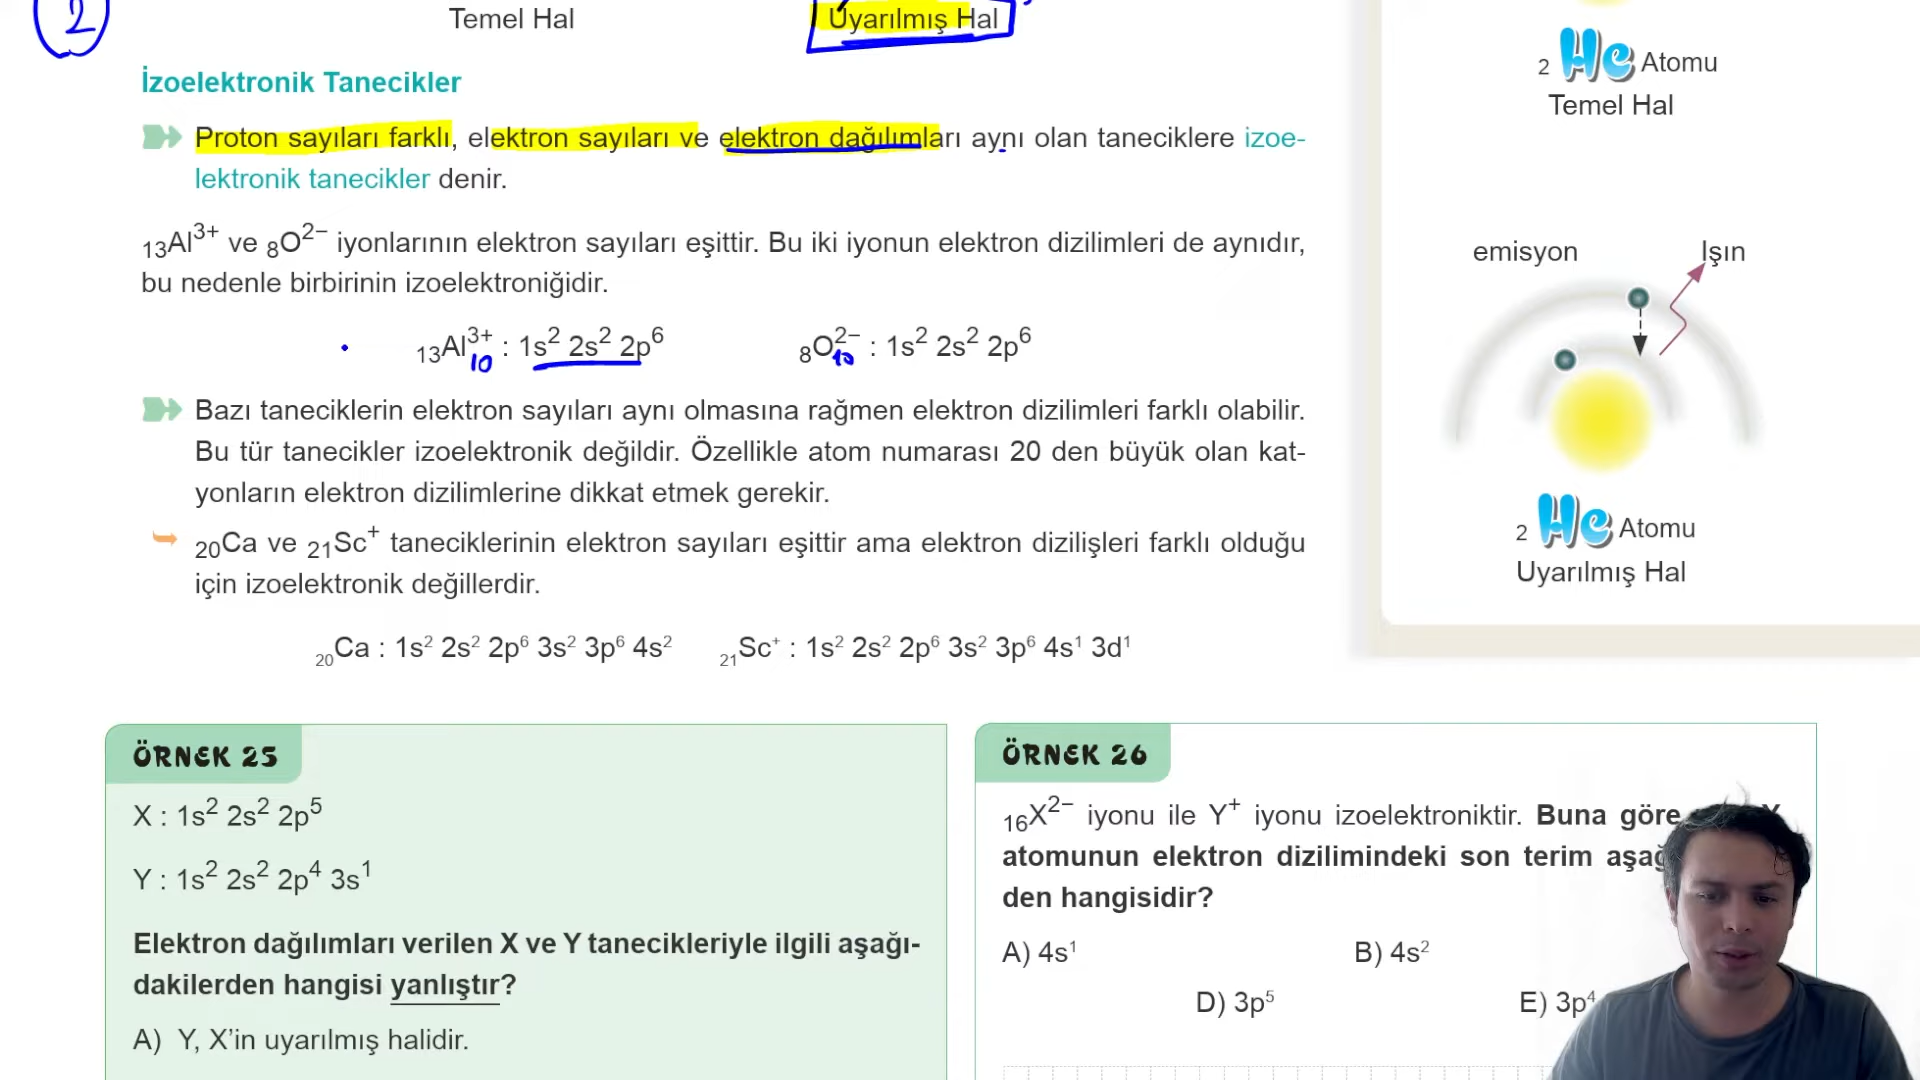 2
Temel Hal
Uyarılmış Hal
İzoelektronik Tanecikler
Proton sayıları farklı, elektron sayıları ve elektron dağılımları aynı olan taneciklere izoe-
lektronik tanecikler denir.
₁₃Al³⁺ ve ₈O²⁻ iyonlarının elektron sayıları eşittir. Bu iki iyonun elektron dizilimleri de aynıdır,
bu nedenle birbirinin izoelektroniğidir.
₁₃Al³⁺ : 1s² 2s² 2p⁶
10
₈O²⁻ : 1s² 2s² 2p⁶
10
Bazı taneciklerin elektron sayıları aynı olmasına rağmen elektron dizilimleri farklı olabilir.
Bu tür tanecikler izoelektronik değildir. Özellikle atom numarası 20 den büyük olan kat-
yonların elektron dizilimlerine dikkat etmek gerekir.
₂₀Ca ve ₂₁Sc⁺ taneciklerinin elektron sayıları eşittir ama elektron dizilişleri farklı olduğu
için izoelektronik değillerdir.
₂₀Ca : 1s² 2s² 2p⁶ 3s² 3p⁶ 4s²
₂₁Sc⁺ : 1s² 2s² 2p⁶ 3s² 3p⁶ 4s¹ 3d¹
₂He Atomu
Temel Hal
emisyon
Işın
₂He Atomu
Uyarılmış Hal
ÖRNEK 25
X : 1s² 2s² 2p⁵
Y : 1s² 2s² 2p⁴ 3s¹
Elektron dağılımları verilen X ve Y tanecikleriyle ilgili aşağı-
dakilerden hangisi yanlıştır?
A) Y, X’in uyarılmış halidir.
ÖRNEK 26
₁₆X²⁻ iyonu ile Y⁺ iyonu izoelektroniktir. Buna göre
atomunun elektron dizilimindeki son terim
den hangisidir?
A) 4s¹
B) 4s²
D) 3p⁵
E) 3p⁴